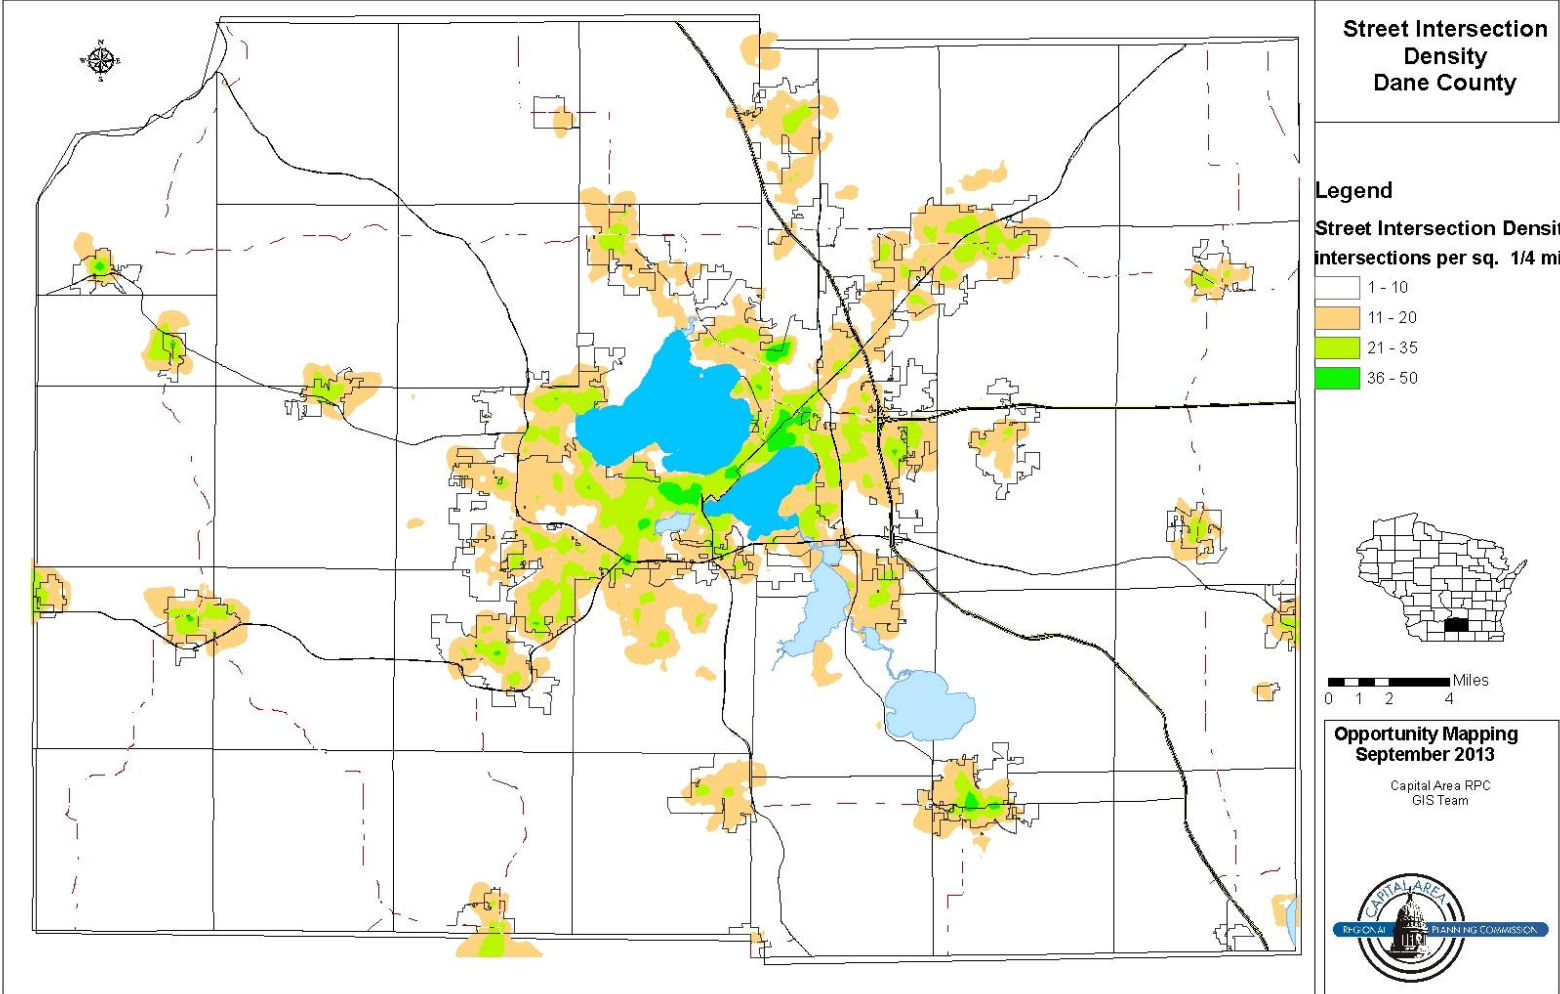 N
W E
S
Street Intersection
Density
Dane County
Legend
Street Intersection Densit
intersections per sq. 1/4 mi
1 - 10
11 - 20
21 - 35
36 - 50
Miles
0 1 2 4
Opportunity Mapping
September 2013
Capital Area RPC
GIS Team
CAPITAL AREA
REGIONAL PLANNING COMMISSION